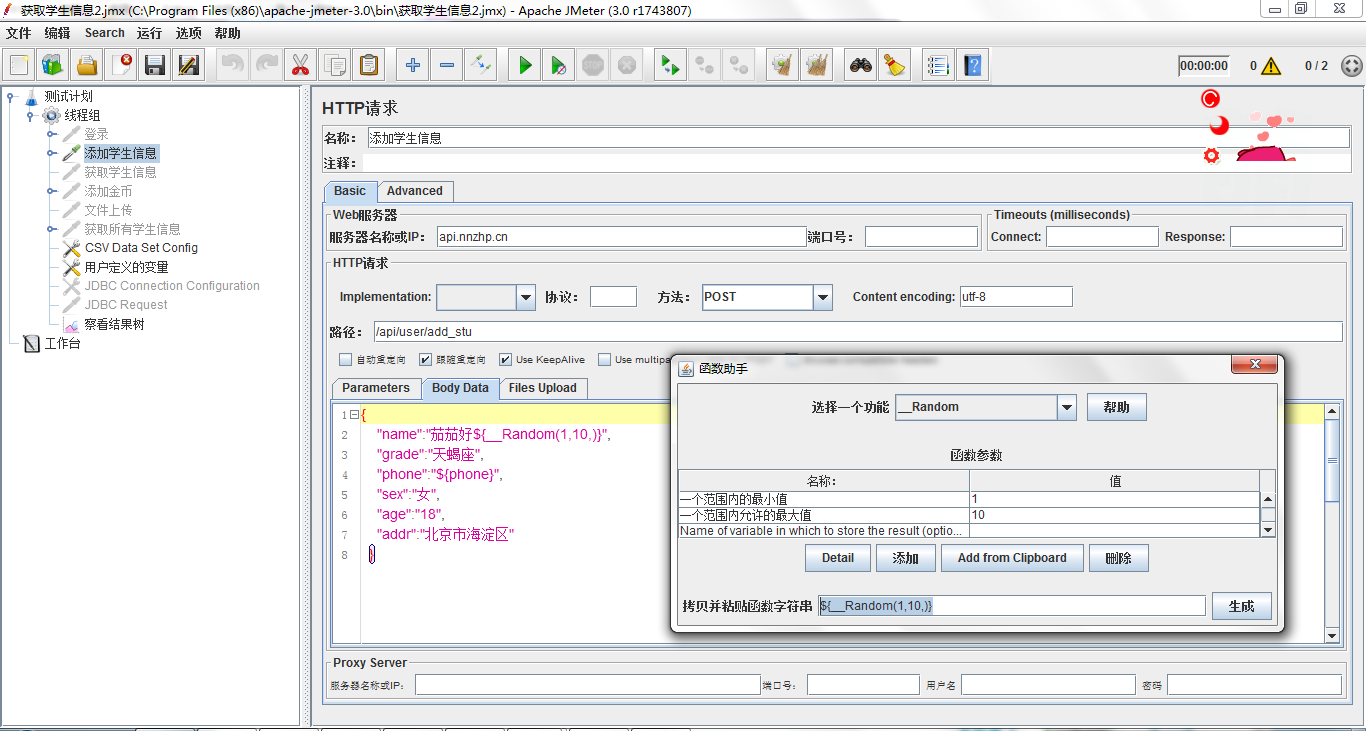 获取学生信息2.jmx (C:\Program Files (x86)\apache-jmeter-3.0\bin\获取学生信息2.jmx) - Apache JMeter (3.0 r1743807)
文件 编辑 Search 运行 选项 帮助
00:00:00 0 0 / 2
测试计划
线程组
登录
添加学生信息
获取学生信息
添加金币
文件上传
获取所有学生信息
CSV Data Set Config
用户定义的变量
JDBC Connection Configuration
JDBC Request
察看结果树
工作台
HTTP请求
名称： 添加学生信息
注释：
Basic Advanced
Web服务器
服务器名称或IP： api.nnzhp.cn 端口号：
Timeouts (milliseconds)
Connect: Response:
HTTP请求
Implementation: 协议： 方法： POST Content encoding: utf-8
路径： /api/user/add_stu
自动重定向 跟随重定向 Use KeepAlive Use multipa
Parameters Body Data Files Upload
1 {
2 "name":"茄茄好${__Random(1,10,)}",
3 "grade":"天蝎座",
4 "phone":"${phone}",
5 "sex":"女",
6 "age":"18",
7 "addr":"北京市海淀区"
8 }
函数助手
选择一个功能 __Random 帮助
函数参数
名称： 值
一个范围内的最小值 1
一个范围内允许的最大值 10
Name of variable in which to store the result (optio...
Detail 添加 Add from Clipboard 删除
拷贝并粘贴函数字符串 ${__Random(1,10,)} 生成
Proxy Server
服务器名称或IP： 端口号： 用户名 密码